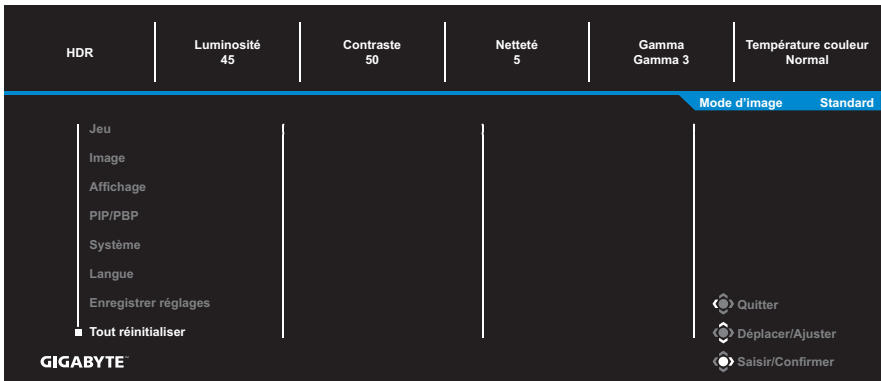 HDR
Luminosité
45
Contraste
50
Netteté
5
Gamma
Gamma 3
Température couleur
Normal
Mode d'image Standard
Jeu
Image
Affichage
PIP/PBP
Système
Langue
Enregistrer réglages
Tout réinitialiser
Quitter
Déplacer/Ajuster
Saisir/Confirmer
GIGABYTE™